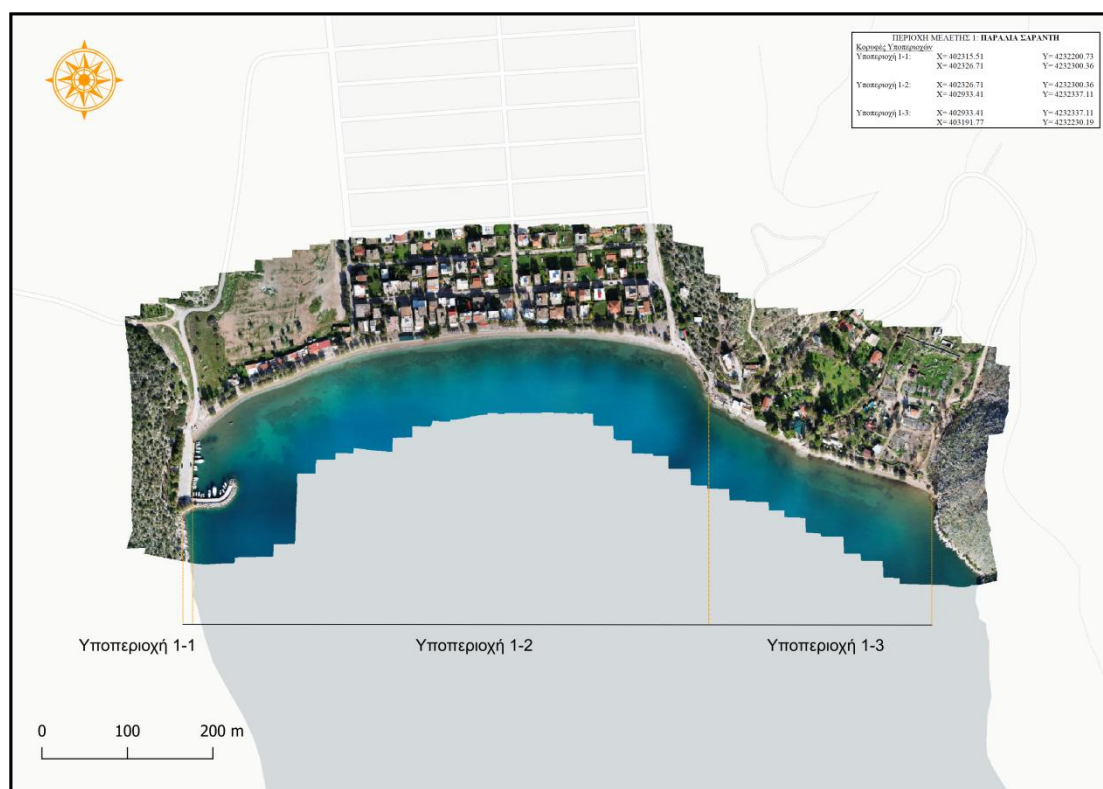 ΠΕΡΙΟΧΗ ΜΕΛΕΤΗΣ 1: ΠΑΡΑΛΙΑ ΣΑΡΑΝΤΗ
Κορυφές Υποπεριοχών
Υποπεριοχή 1-1: X= 402315.51 Y= 4232200.73
X= 402326.71 Y= 4232300.36
Υποπεριοχή 1-2: X= 402326.71 Y= 4232300.36
X= 402933.41 Y= 4232337.11
Υποπεριοχή 1-3: X= 402933.41 Y= 4232337.11
X= 403191.77 Y= 4232230.19
Υποπεριοχή 1-1 Υποπεριοχή 1-2 Υποπεριοχή 1-3
0 100 200 m